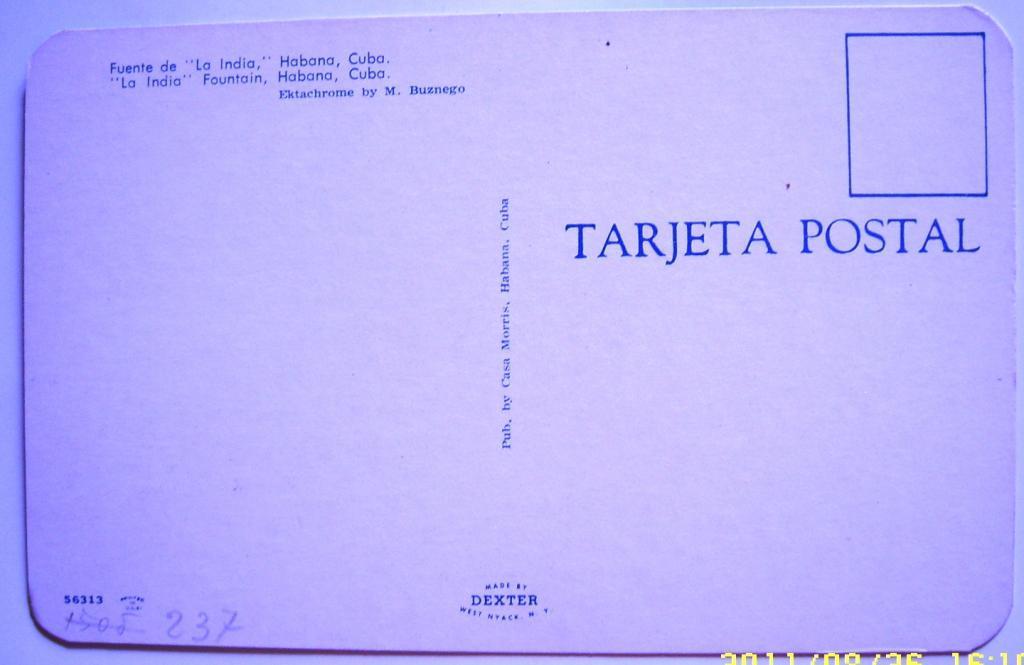 Fuente de "La India," Habana, Cuba.
"La India" Fountain, Habana, Cuba.
Ektachrome by M. Buznego
TARJETA POSTAL
Pub. by Casa Morris, Habana, Cuba
MADE BY
DEXTER
WEST NYACK, N. Y.
56313
1505 237